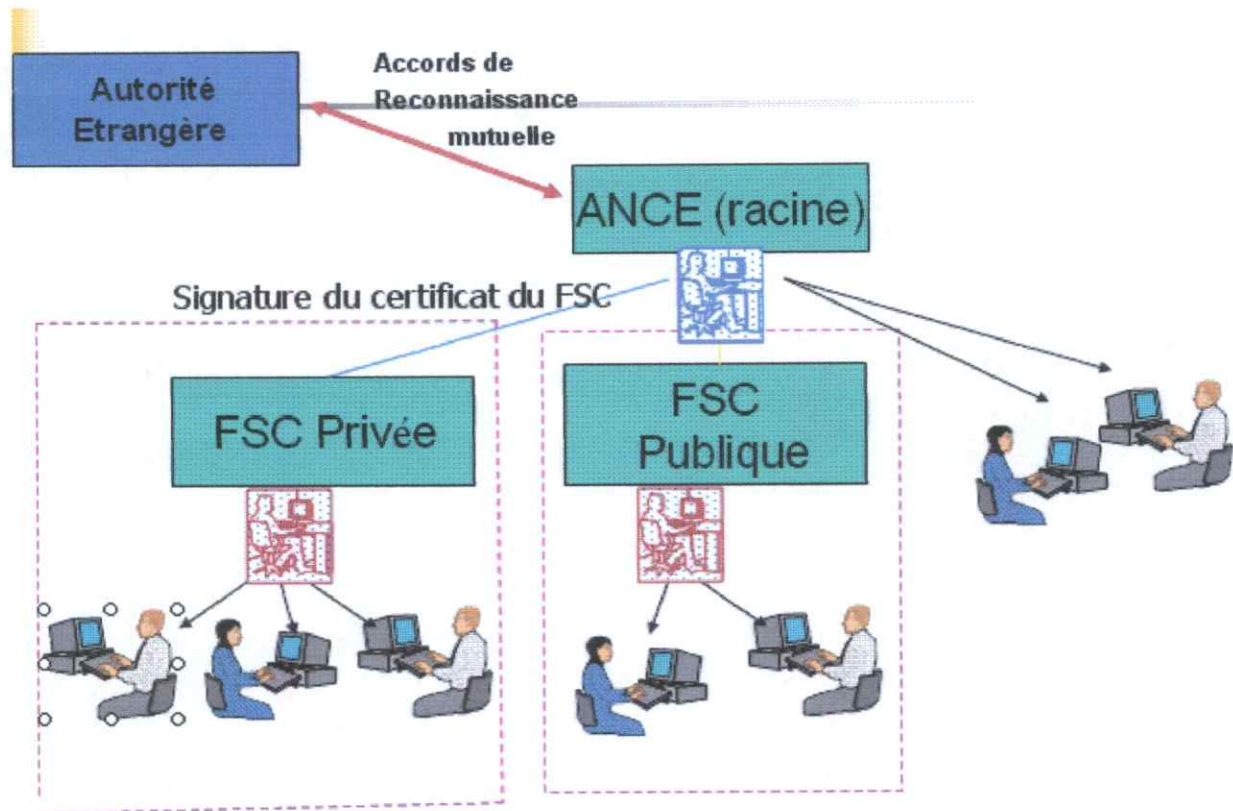 Autorité
Etrangère
Accords de
Reconnaissance
mutuelle
ANCE (racine)
Signature du certificat du FSC
FSC Privée
FSC
Publique